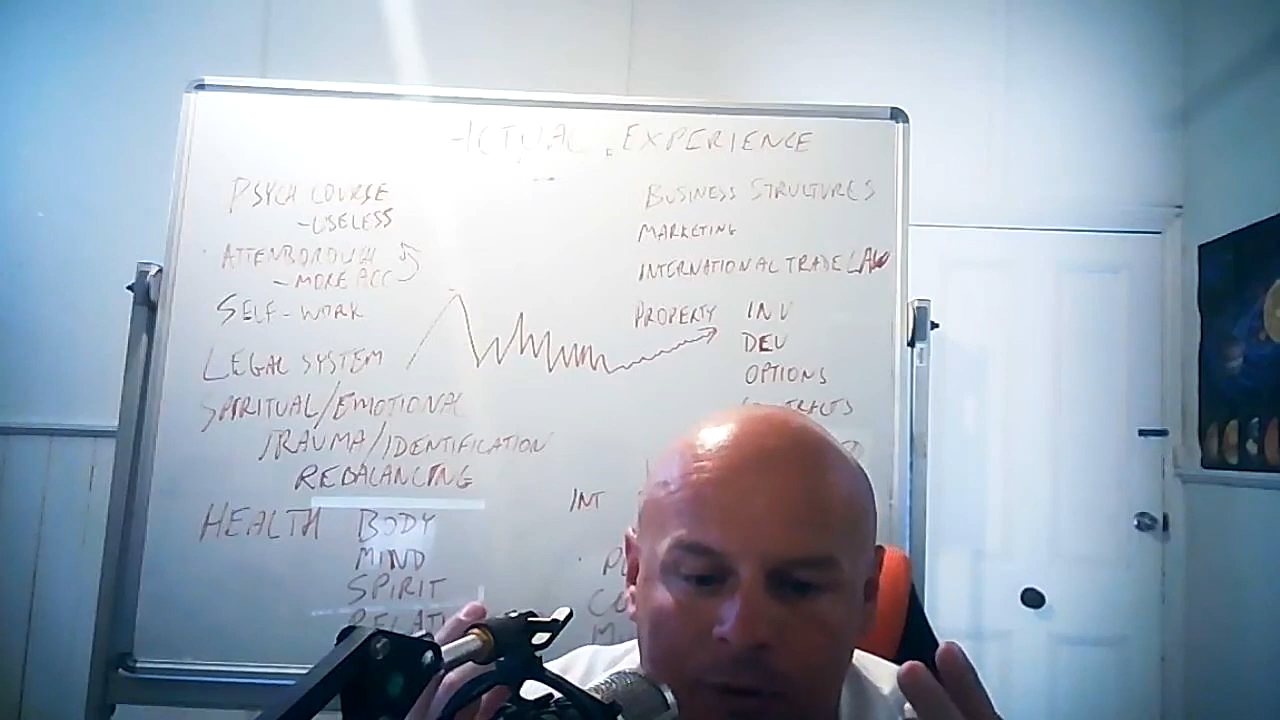 ACTUAL EXPERIENCE
PSYCH COURSE
-USELESS
ATTENBOROUGH
- MORE ACC
SELF-WORK
LEGAL SYSTEM
SPIRITUAL/EMOTIONAL
TRAUMA/IDENTIFICATION
REBALANCING
HEALTH BODY
MIND
SPIRIT
BUSINESS STRUCTURES
MARKETING
INTERNATIONAL TRADE LAW
PROPERTY INV
DEV
OPTIONS
INT